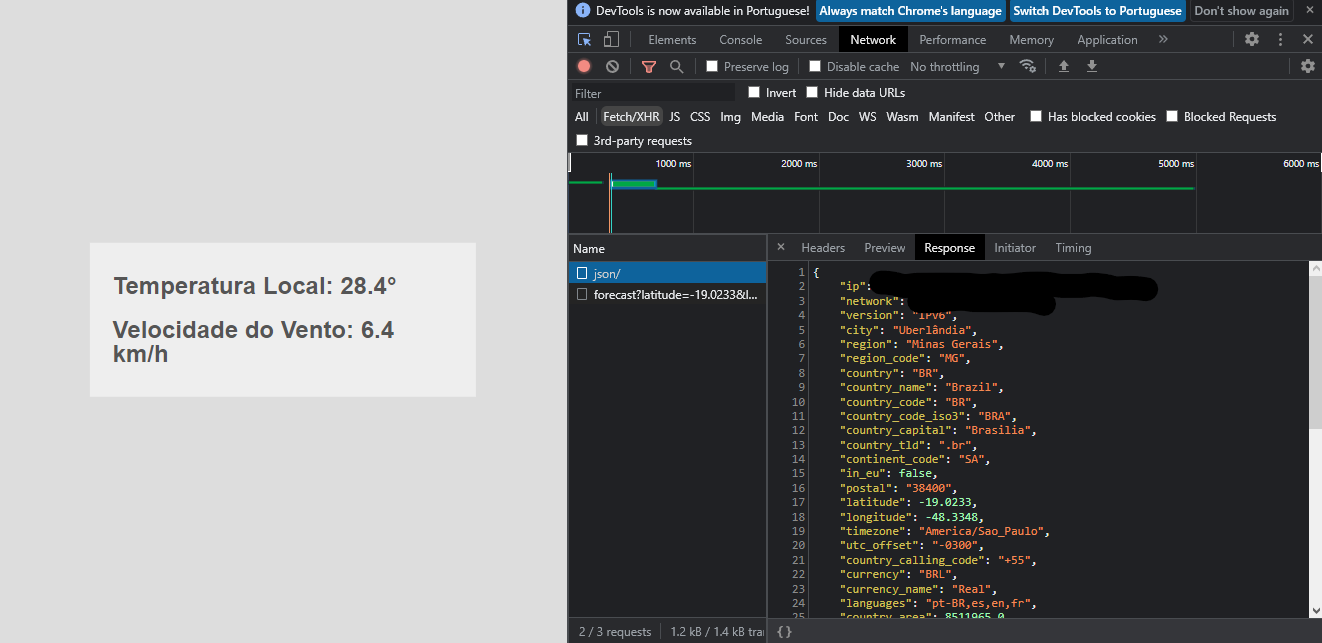 Temperatura Local: 28.4°
Velocidade do Vento: 6.4
km/h
DevTools is now available in Portuguese! Always match Chrome's language Switch DevTools to Portuguese Don't show again
Elements Console Sources Network Performance Memory Application
Preserve log Disable cache No throttling
Filter Invert Hide data URLs
All Fetch/XHR JS CSS Img Media Font Doc WS Wasm Manifest Other Has blocked cookies Blocked Requests
3rd-party requests
1000 ms 2000 ms 3000 ms 4000 ms 5000 ms 6000 ms
Name
json/
forecast?latitude=-19.0233&l...
Headers Preview Response Initiator Timing
1 {
2 "ip":
3 "network":
4 "version": "IPv6",
5 "city": "Uberlândia",
6 "region": "Minas Gerais",
7 "region_code": "MG",
8 "country": "BR",
9 "country_name": "Brazil",
10 "country_code": "BR",
11 "country_code_iso3": "BRA",
12 "country_capital": "Brasilia",
13 "country_tld": ".br",
14 "continent_code": "SA",
15 "in_eu": false,
16 "postal": "38400",
17 "latitude": -19.0233,
18 "longitude": -48.3348,
19 "timezone": "America/Sao_Paulo",
20 "utc_offset": "-0300",
21 "country_calling_code": "+55",
22 "currency": "BRL",
23 "currency_name": "Real",
24 "languages": "pt-BR,es,en,fr",
25 "country_area": 8511965.0
2 / 3 requests 1.2 kB / 1.4 kB tra
{}